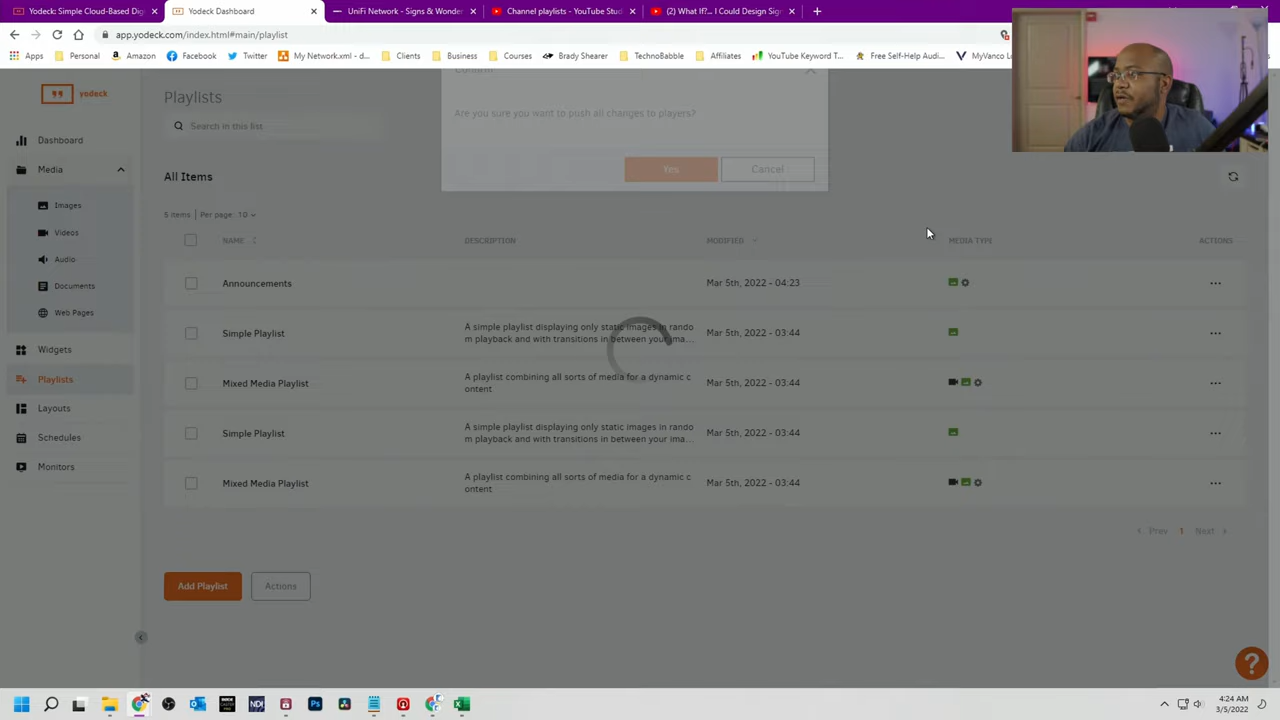 Yodeck: Simple Cloud-Based Digi
Yodeck Dashboard
UniFi Network - Signs & Wonder
Channel playlists - YouTube Stud
(2) What If?... I Could Design Sign
app.yodeck.com/index.html#main/playlist
Apps
Personal
Amazon
Facebook
Twitter
My Network.xml - d...
Clients
Business
Courses
Brady Shearer
TechnoBabble
Affiliates
YouTube Keyword T...
Free Self-Help Audi...
MyVanco Lo
yodeck
Dashboard
Media
Images
Videos
Audio
Documents
Web Pages
Widgets
Playlists
Layouts
Schedules
Monitors
Playlists
Search in this list
Confirm
Are you sure you want to push all changes to players?
Yes
Cancel
All Items
5 items | Per page: 10
NAME
DESCRIPTION
MODIFIED
MEDIA TYPE
ACTIONS
Announcements
Mar 5th, 2022 - 04:23
Simple Playlist
A simple playlist displaying only static images in rando
m playback and with transitions in between your ima...
Mar 5th, 2022 - 03:44
Mixed Media Playlist
A playlist combining all sorts of media for a dynamic c
ontent
Mar 5th, 2022 - 03:44
Simple Playlist
A simple playlist displaying only static images in rando
m playback and with transitions in between your ima...
Mar 5th, 2022 - 03:44
Mixed Media Playlist
A playlist combining all sorts of media for a dynamic c
ontent
Mar 5th, 2022 - 03:44
Prev 1 Next
Add Playlist
Actions
?
4:24 AM
3/5/2022